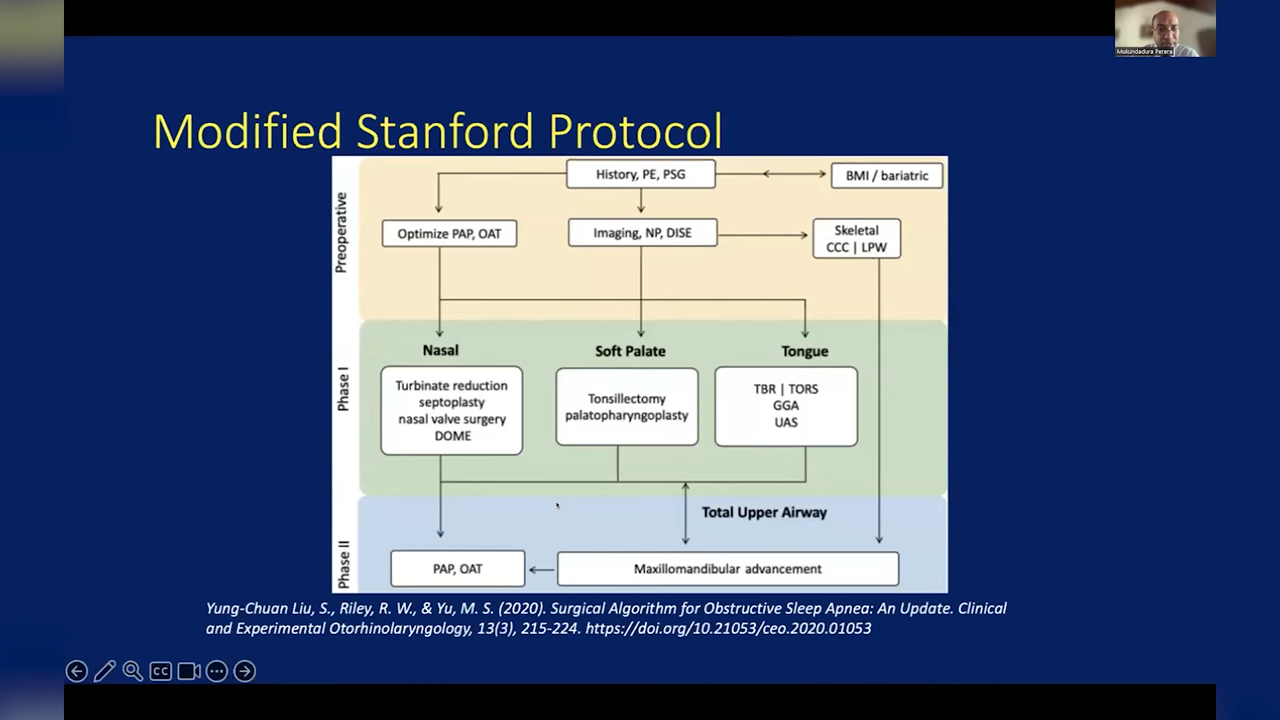 Mukundadura Perera
Modified Stanford Protocol
Preoperative
History, PE, PSG
BMI / bariatric
Optimize PAP, OAT
Imaging, NP, DISE
Skeletal
CCC | LPW
Phase I
Nasal
Turbinate reduction
septoplasty
nasal valve surgery
DOME
Soft Palate
Tonsillectomy
palatopharyngoplasty
Tongue
TBR | TORS
GGA
UAS
Phase II
Total Upper Airway
PAP, OAT
Maxillomandibular advancement
Yung-Chuan Liu, S., Riley, R. W., & Yu, M. S. (2020). Surgical Algorithm for Obstructive Sleep Apnea: An Update. Clinical
and Experimental Otorhinolaryngology, 13(3), 215-224. https://doi.org/10.21053/ceo.2020.01053
CC